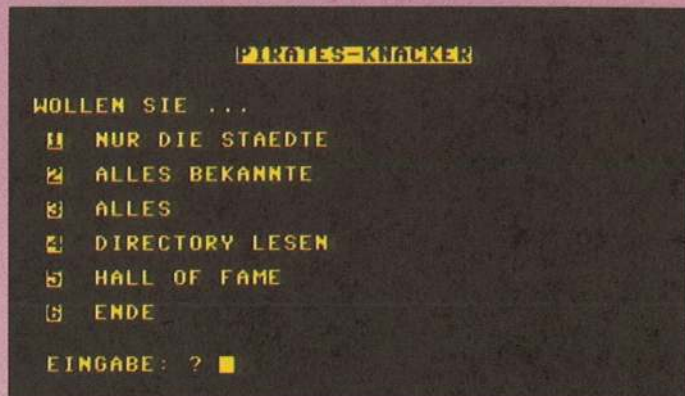 PIRATES-KNACKER
WOLLEN SIE ...
1 NUR DIE STAEDTE
2 ALLES BEKANNTE
3 ALLES
4 DIRECTORY LESEN
5 HALL OF FAME
6 ENDE
EINGABE: ?